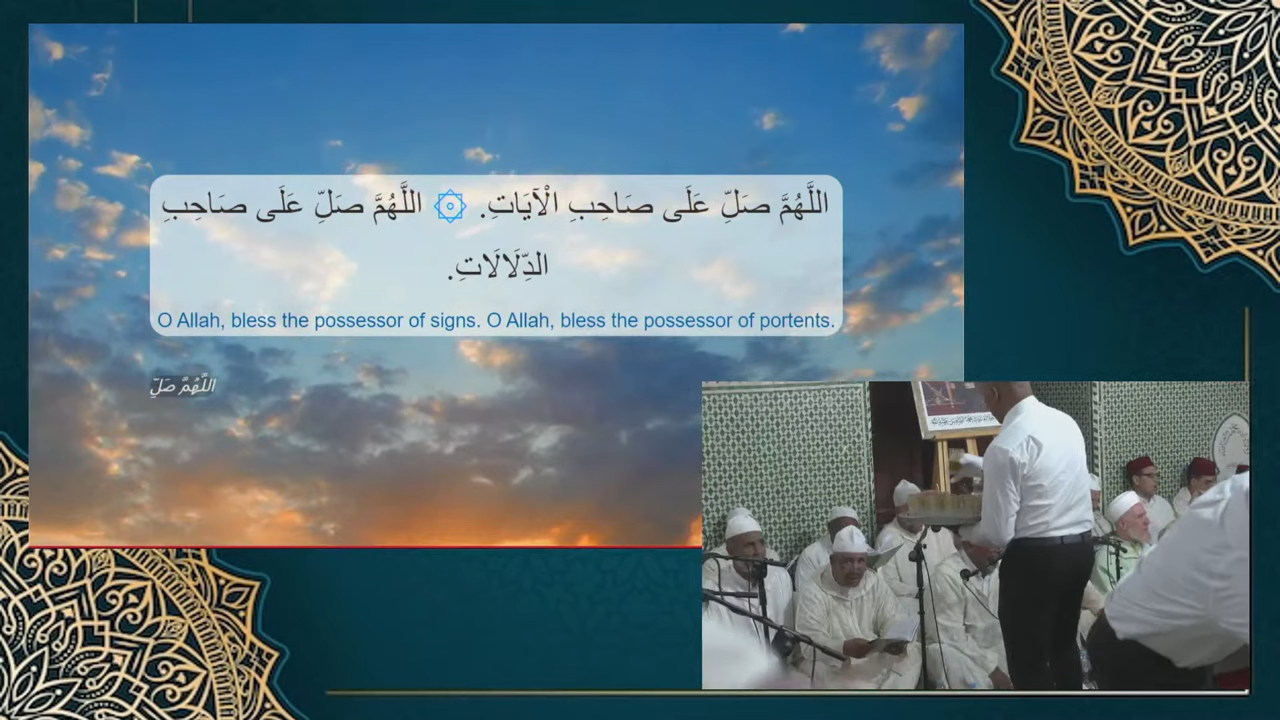 اللَّهُمَّ صَلِّ عَلَى صَاحِبِ الْآيَاتِ. ۞ اللَّهُمَّ صَلِّ عَلَى صَاحِبِ
الدِّلَالَاتِ.
O Allah, bless the possessor of signs. O Allah, bless the possessor of portents.
اللَّهُمَّ صَلِّ